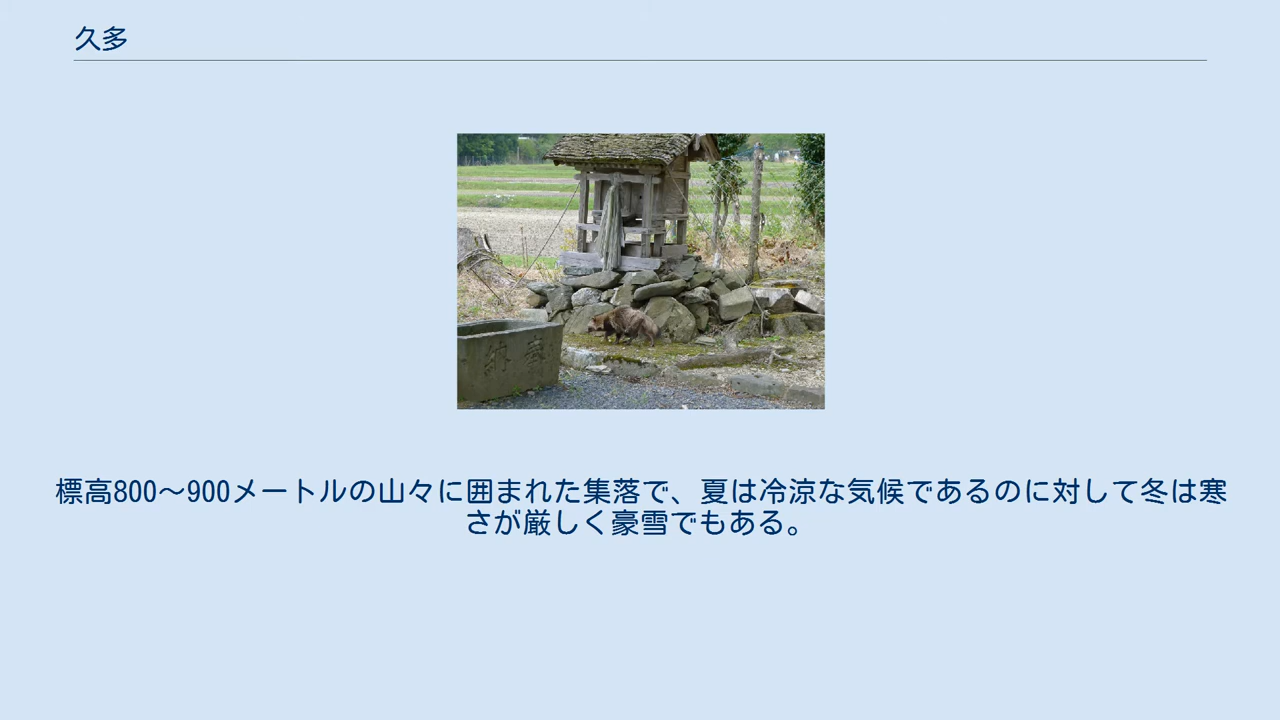 久多
奉納
標高800〜900メートルの山々に囲まれた集落で、夏は冷涼な気候であるのに対して冬は寒
さが厳しく豪雪でもある。